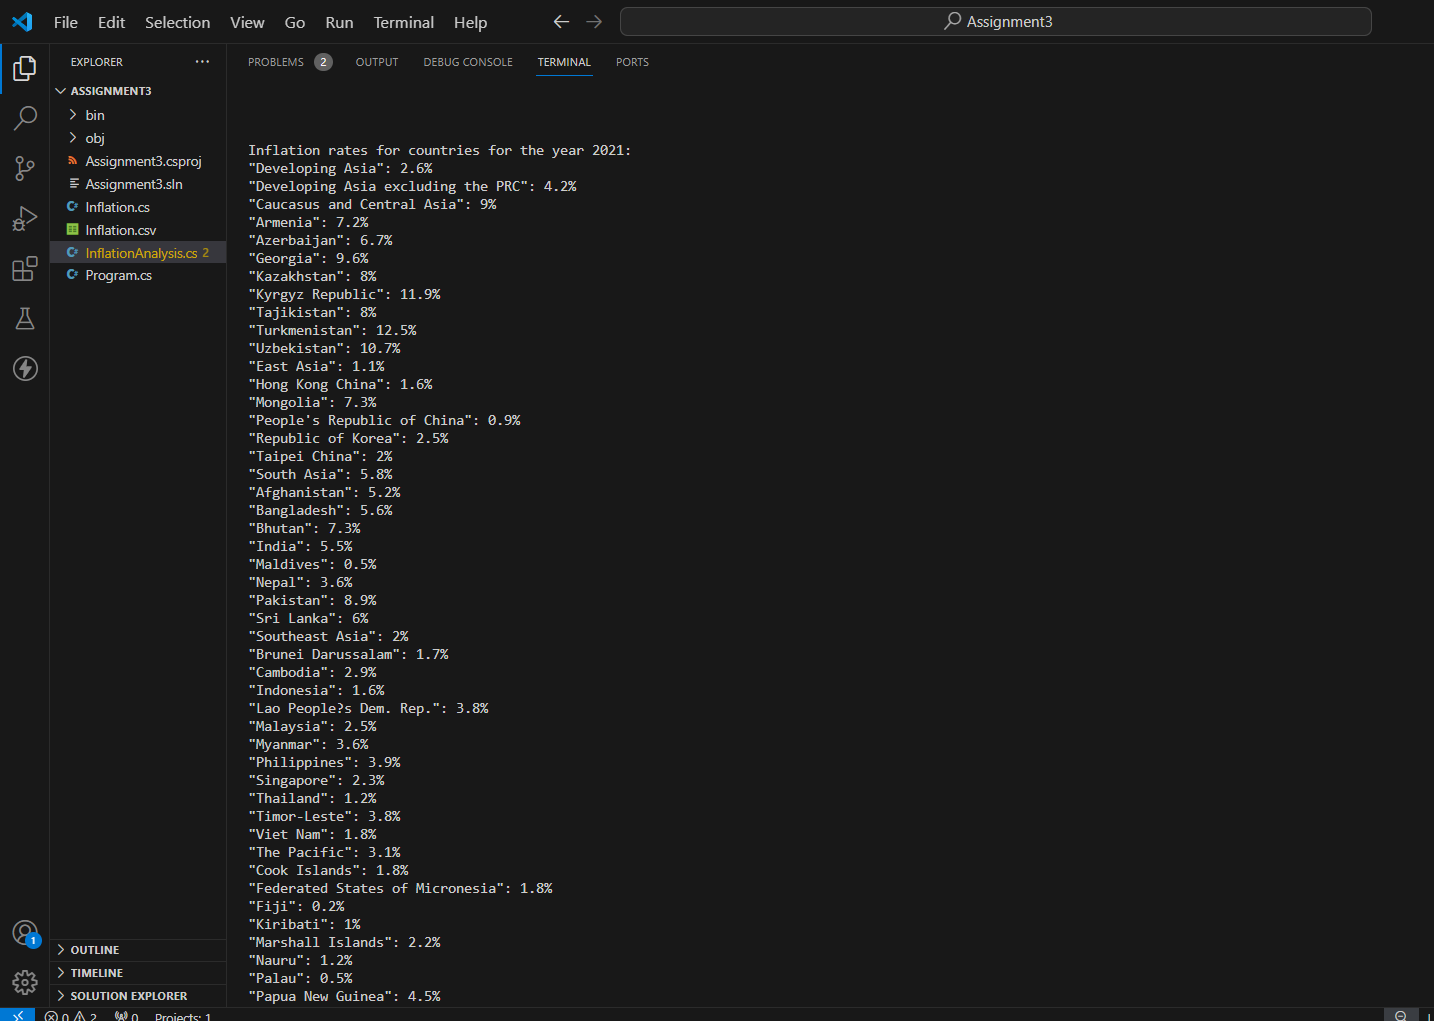 File Edit Selection View Go Run Terminal Help
Assignment3
EXPLORER
ASSIGNMENT3
bin
obj
Assignment3.csproj
Assignment3.sln
Inflation.cs
Inflation.csv
InflationAnalysis.cs 2
Program.cs
OUTLINE
TIMELINE
SOLUTION EXPLORER
PROBLEMS 2 OUTPUT DEBUG CONSOLE TERMINAL PORTS
Inflation rates for countries for the year 2021:
"Developing Asia": 2.6%
"Developing Asia excluding the PRC": 4.2%
"Caucasus and Central Asia": 9%
"Armenia": 7.2%
"Azerbaijan": 6.7%
"Georgia": 9.6%
"Kazakhstan": 8%
"Kyrgyz Republic": 11.9%
"Tajikistan": 8%
"Turkmenistan": 12.5%
"Uzbekistan": 10.7%
"East Asia": 1.1%
"Hong Kong China": 1.6%
"Mongolia": 7.3%
"People's Republic of China": 0.9%
"Republic of Korea": 2.5%
"Taipei China": 2%
"South Asia": 5.8%
"Afghanistan": 5.2%
"Bangladesh": 5.6%
"Bhutan": 7.3%
"India": 5.5%
"Maldives": 0.5%
"Nepal": 3.6%
"Pakistan": 8.9%
"Sri Lanka": 6%
"Southeast Asia": 2%
"Brunei Darussalam": 1.7%
"Cambodia": 2.9%
"Indonesia": 1.6%
"Lao People?s Dem. Rep.": 3.8%
"Malaysia": 2.5%
"Myanmar": 3.6%
"Philippines": 3.9%
"Singapore": 2.3%
"Thailand": 1.2%
"Timor-Leste": 3.8%
"Viet Nam": 1.8%
"The Pacific": 3.1%
"Cook Islands": 1.8%
"Federated States of Micronesia": 1.8%
"Fiji": 0.2%
"Kiribati": 1%
"Marshall Islands": 2.2%
"Nauru": 1.2%
"Palau": 0.5%
"Papua New Guinea": 4.5%
1
0 2 0 Projects: 1